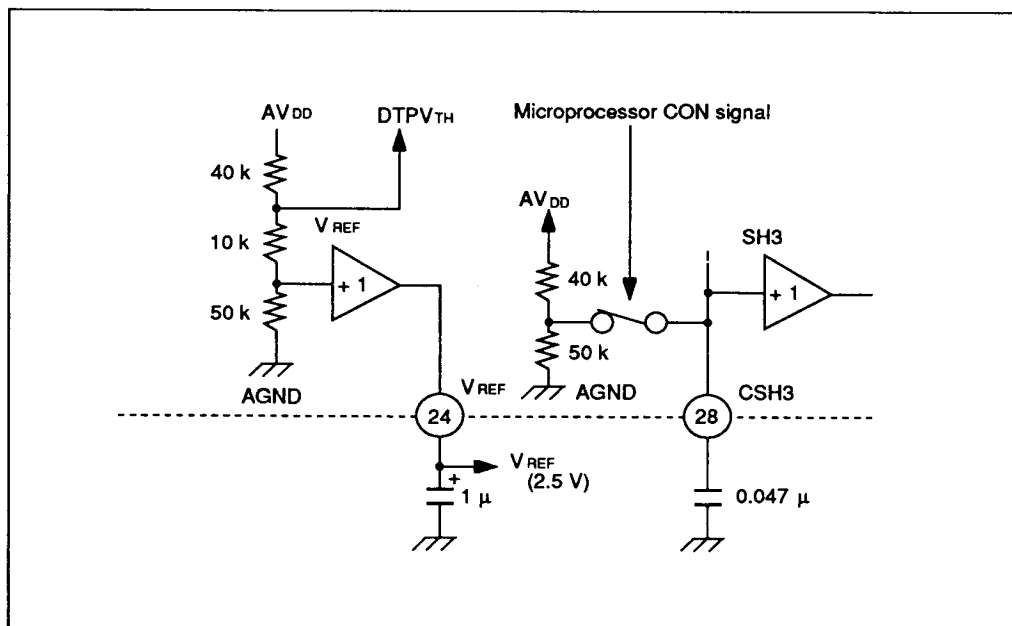 AVDD
DTPVTH
Microprocessor CON signal
40 k
VREF
10 k
+ 1
50 k
AGND
VREF
24
VREF
(2.5 V)
+
1 μ
AVDD
40 k
50 k
AGND
SH3
+ 1
CSH3
28
0.047 μ